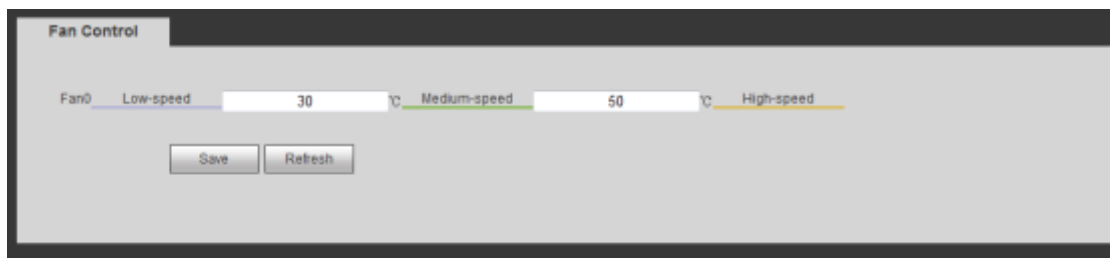 Fan Control
Fan0 Low-speed 30 ℃ Medium-speed 50 ℃ High-speed
Save Refresh